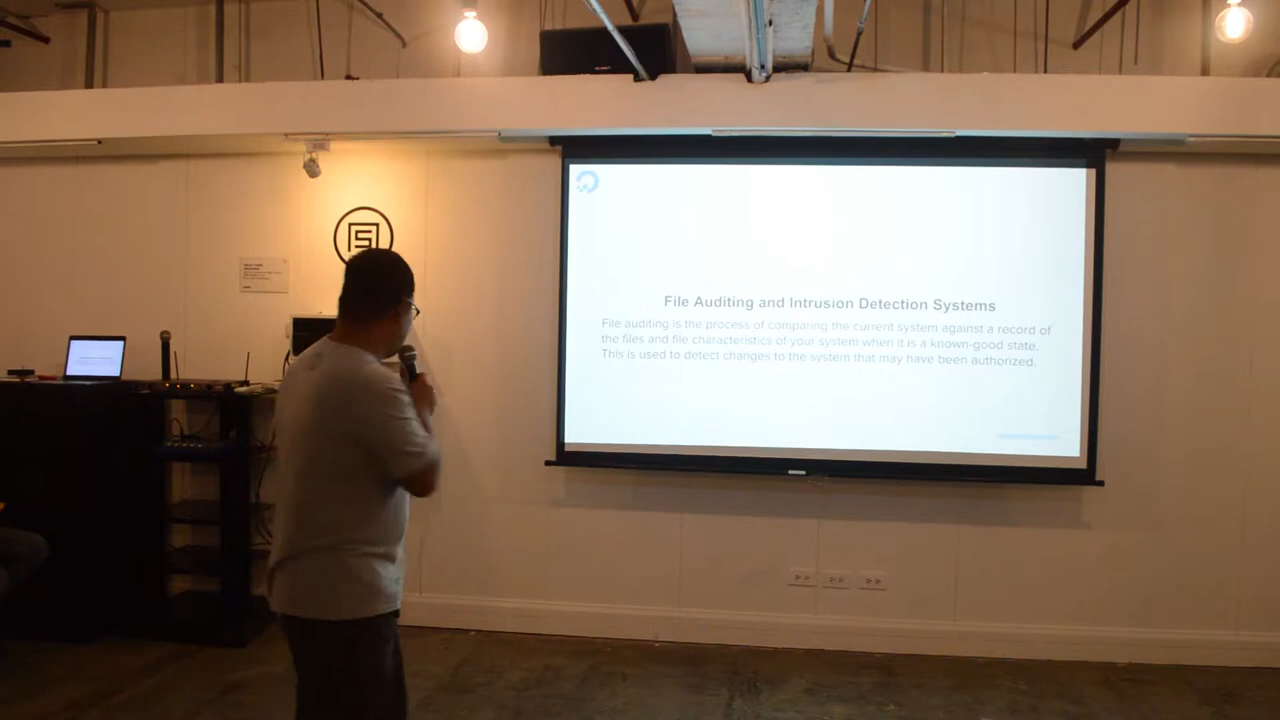 File Auditing and Intrusion Detection Systems
File auditing is the process of comparing the current system against a record of
the files and file characteristics of your system when it is a known-good state.
This is used to detect changes to the system that may have been authorized.